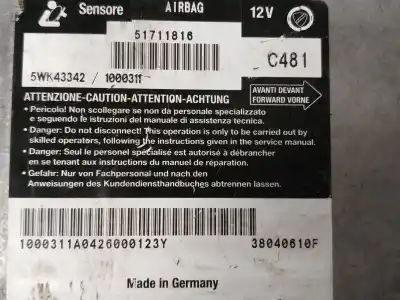 Sensore AIRBAG 12V
51711816
5WK43342 / 1000311
C481
ATTENZIONE-CAUTION-ATTENTION-ACHTUNG
AVANTI DEVANT
FORWARD VORNE
• Pericolo! Non scollegare se non da personale specializzato
e seguendo le istruzioni del manuale di assistenza tecnica.
• Danger: Do not disconnect! This operation is only to be carried out by
skilled operators, following the instructions given in the service manual.
• Danger: Seul le personel spécialisé est autorisé à débrancher
en se tenant aux instructions du manuel de réparation.
• Gefahr: Nur von Fachpersonal und nach den
Anweisungen des Kundendiensthandbuches abtrennen lassen.
1000311A0426000123Y
38040610F
Made in Germany